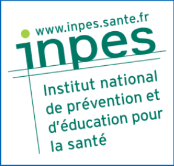 www.inpes.sante.fr
inpes
Institut national
de prévention et
d'éducation pour
la santé